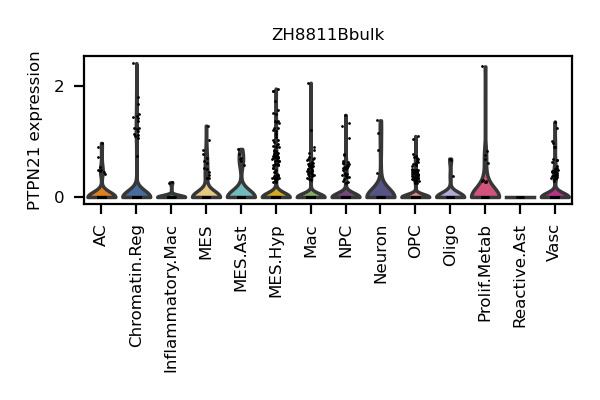 ZH8811Bbulk
PTPN21 expression
2
0
AC
Chromatin.Reg
Inflammatory.Mac
MES
MES.Ast
MES.Hyp
Mac
NPC
Neuron
OPC
Oligo
Prolif.Metab
Reactive.Ast
Vasc